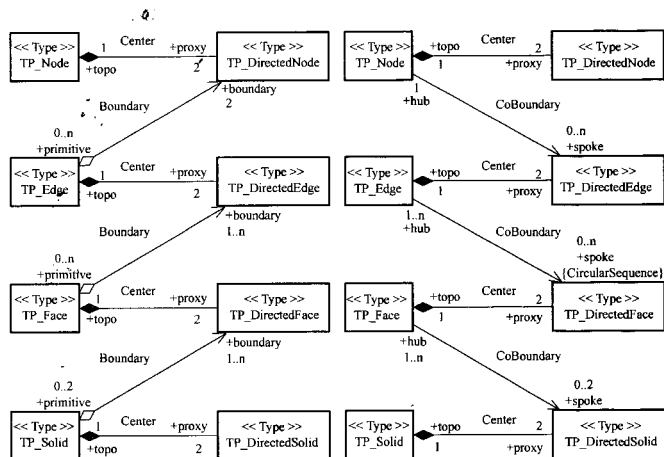 << Type >>
TP_Node
1
Center
+proxy
+topo
2
<< Type >>
TP_DirectedNode
<< Type >>
TP_Node
+topo
Center
2
1
+proxy
<< Type >>
TP_DirectedNode
Boundary
+boundary
2
1
+hub
CoBoundary
0..n
+primitive
0..n
+spoke
<< Type >>
TP_Edge
1
Center
+proxy
+topo
2
<< Type >>
TP_DirectedEdge
<< Type >>
TP_Edge
+topo
Center
2
1
+proxy
<< Type >>
TP_DirectedEdge
Boundary
+boundary
1..n
1..n
+hub
CoBoundary
0..n
+primitive
0..n
+spoke
{CircularSequence}
<< Type >>
TP_Face
1
Center
+proxy
+topo
2
<< Type >>
TP_DirectedFace
<< Type >>
TP_Face
+topo
Center
2
1
+proxy
<< Type >>
TP_DirectedFace
Boundary
+boundary
1..n
+hub
1..n
CoBoundary
0..2
+primitive
0..2
+spoke
<< Type >>
TP_Solid
1
Center
+proxy
+topo
2
<< Type >>
TP_DirectedSolid
<< Type >>
TP_Solid
+topo
Center
2
1
+proxy
<< Type >>
TP_DirectedSolid